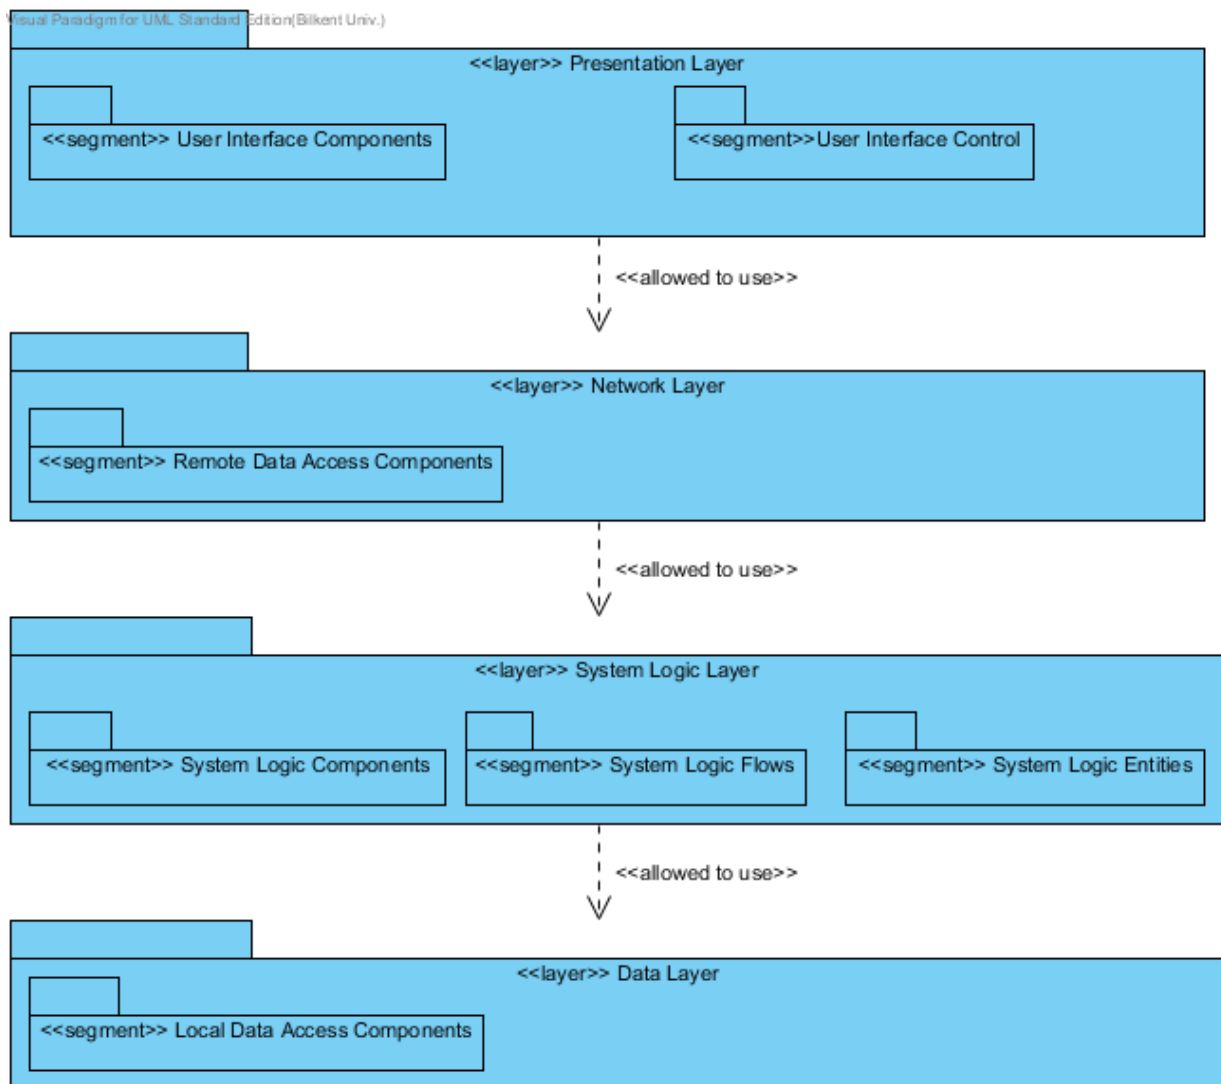 Visual Paradigm for UML Standard Edition(Bilkent Univ.)
<<layer>> Presentation Layer
<<segment>> User Interface Components
<<segment>>User Interface Control
<<allowed to use>>
<<layer>> Network Layer
<<segment>> Remote Data Access Components
<<allowed to use>>
<<layer>> System Logic Layer
<<segment>> System Logic Components
<<segment>> System Logic Flows
<<segment>> System Logic Entities
<<allowed to use>>
<<layer>> Data Layer
<<segment>> Local Data Access Components